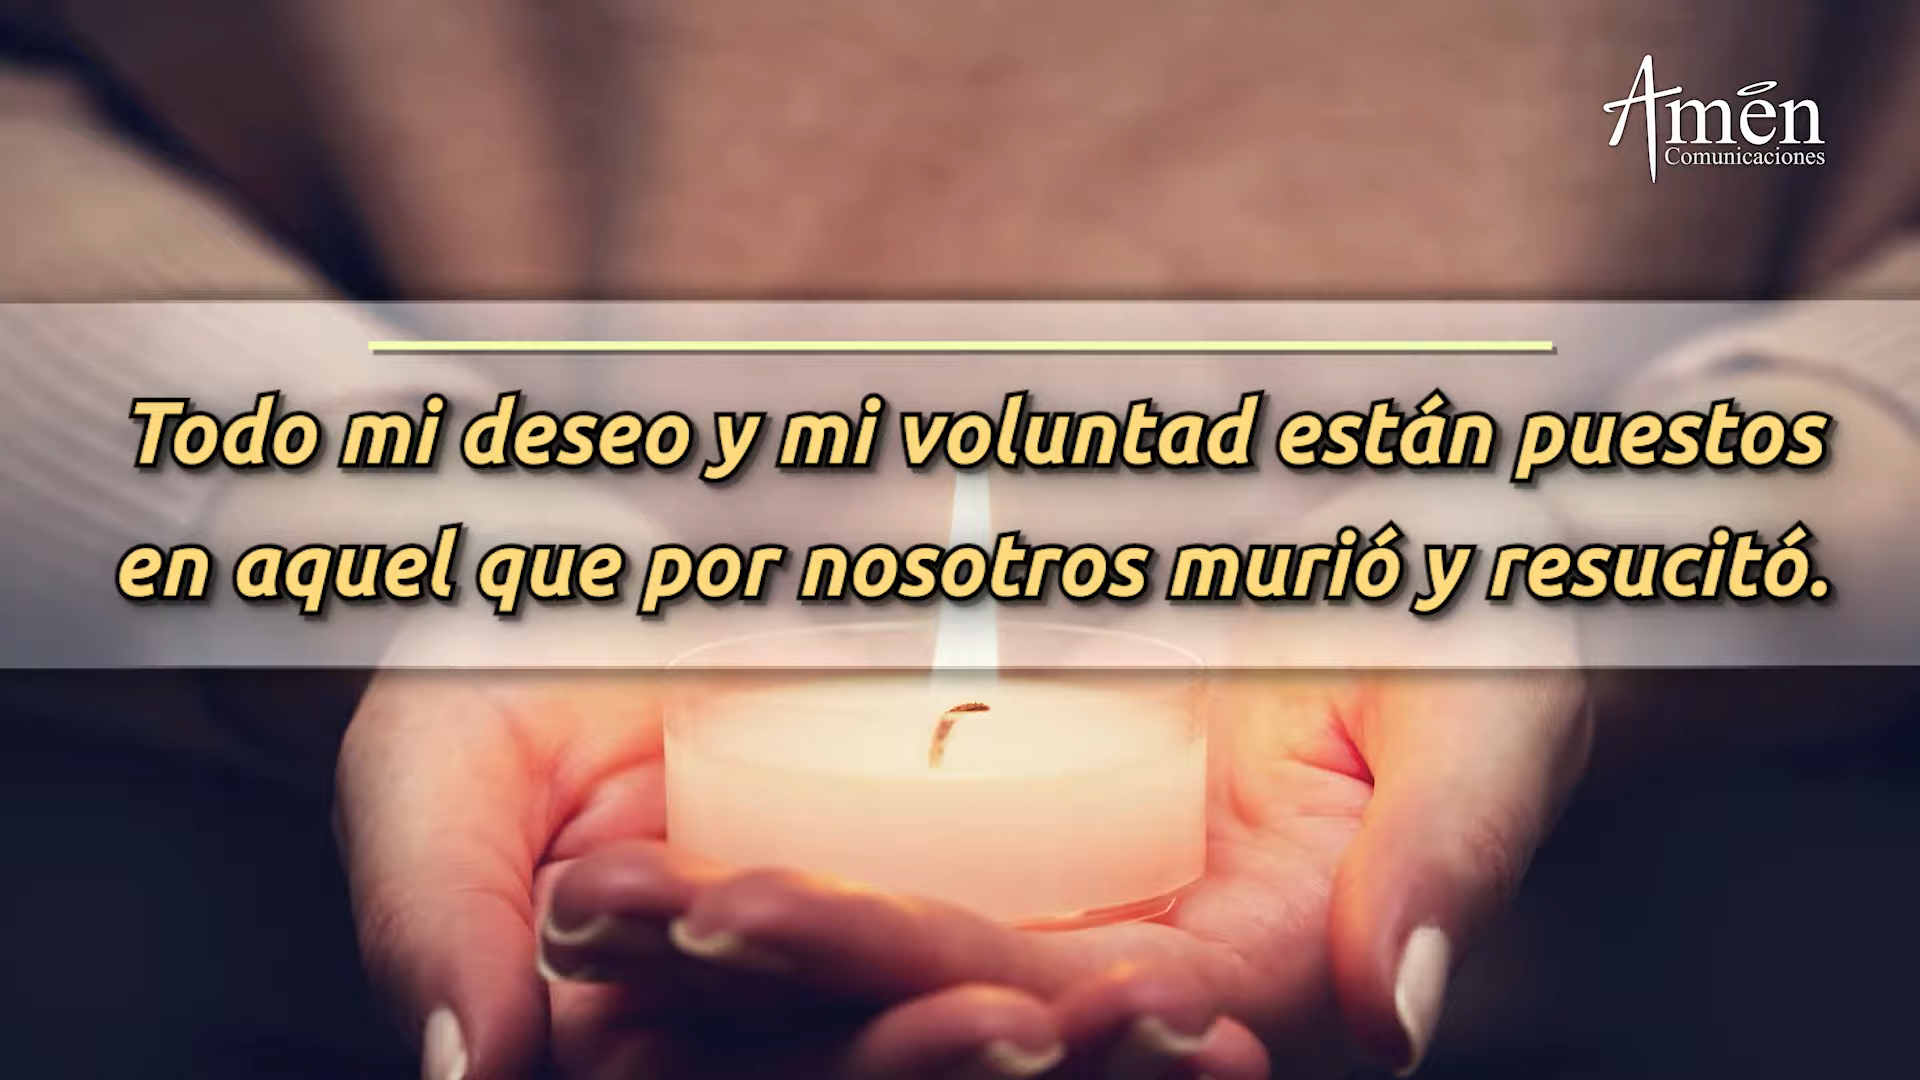 Amén
Comunicaciones
Todo mi deseo y mi voluntad están puestos
en aquel que por nosotros murió y resucitó.